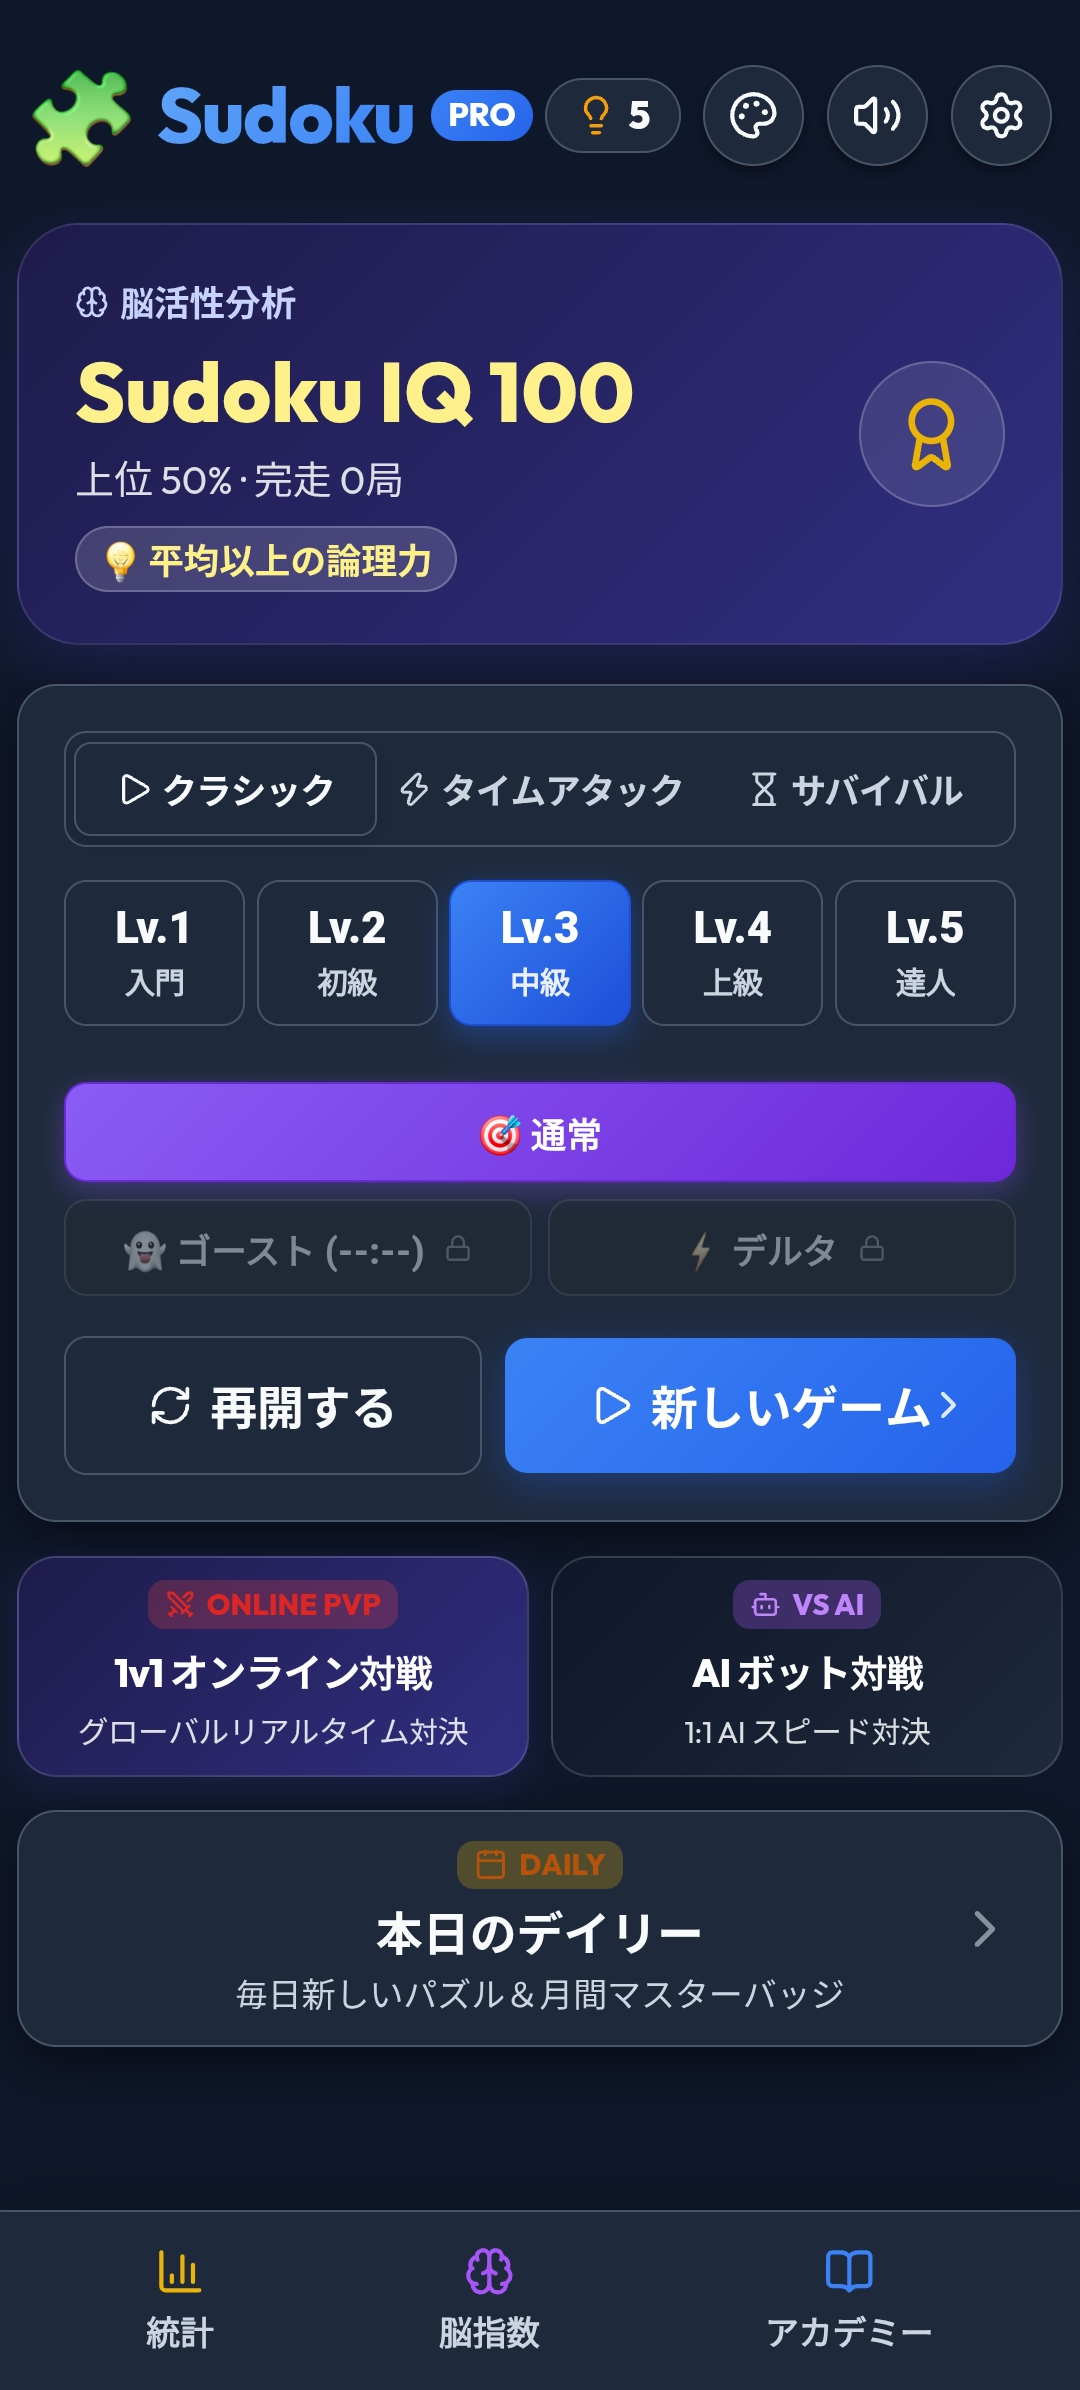 Sudoku PRO 5
脳活性分析
Sudoku IQ 100
上位 50% · 完走 0局
💡 平均以上の論理力
クラシック タイムアタック サバイバル
Lv.1 Lv.2 Lv.3 Lv.4 Lv.5
入門 初級 中級 上級 達人
🎯 通常
👻 ゴースト (--:--) ⚡ デルタ
再開する 新しいゲーム
ONLINE PVP
1v1 オンライン対戦
グローバルリアルタイム対決
VS AI
AI ボット対戦
1:1 AI スピード対決
DAILY
本日のデイリー
毎日新しいパズル＆月間マスターバッジ
統計 脳指数 アカデミー